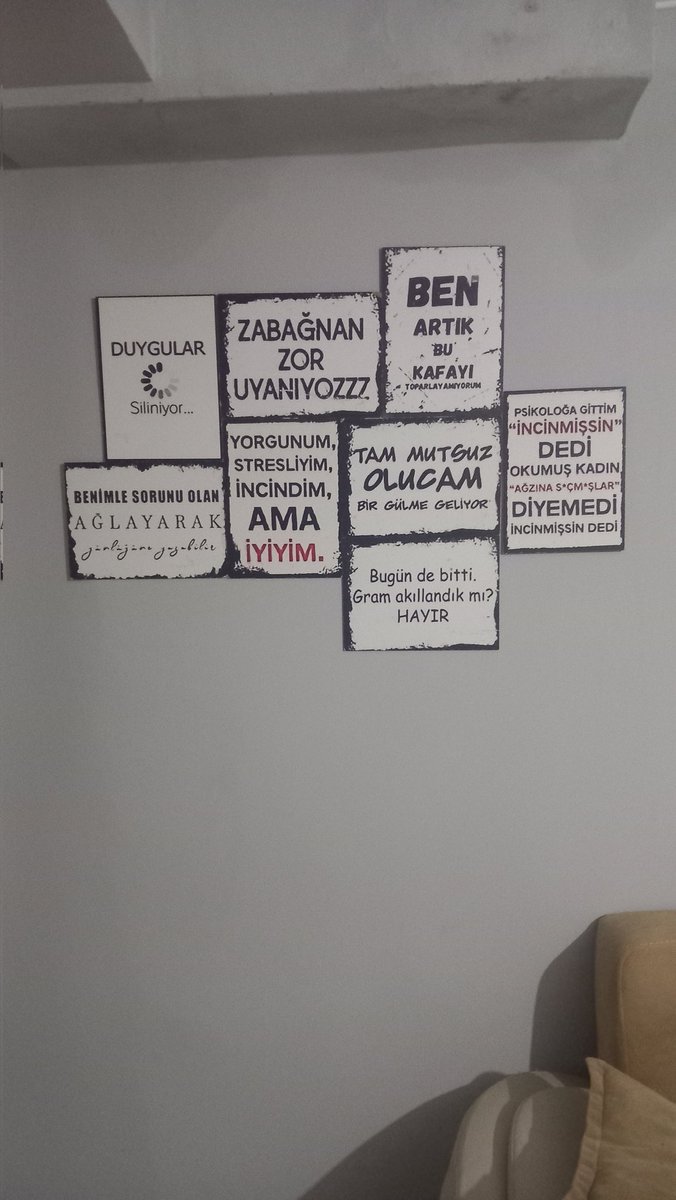 DUYGULAR
Siliniyor...
ZABAĞNAN
ZOR
UYANIYOZZZ
BEN
ARTIK
BU
KAFAYI
TOPARLAYAMIYORUM
BENİMLE SORUNU OLAN
AĞLAYARAK
günlüğüne yazabilir
YORGUNUM,
STRESLİYİM,
İNCİNDİM,
AMA
İYİYİM.
TAM MUTSUZ
OLUCAM
BİR GÜLME GELİYOR
PSİKOLOĞA GİTTİM
"İNCİNMİŞSİN"
DEDİ
OKUMUŞ KADIN,
"AĞZINA S*ÇM*ŞLAR"
DİYEMEDİ
İNCİNMİŞSİN DEDİ
Bugün de bitti.
Gram akıllandık mı?
HAYIR